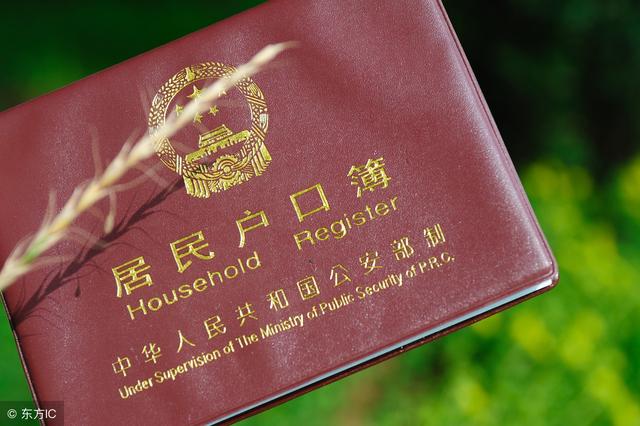 居民户口簿
Household Register
中华人民共和国公安部制
Under Supervision of The Ministry of Public Security of P.R.C.
© 东方IC